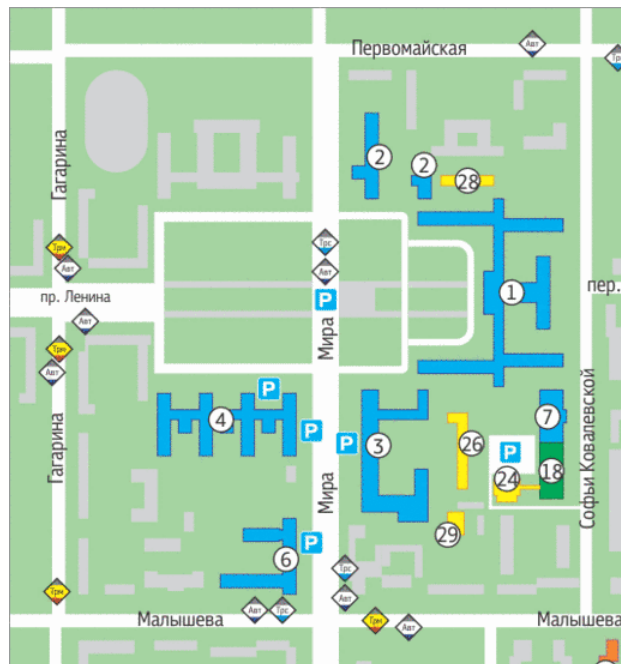 Авт
Первомайская
Трс
2
2
28
Гагарина
Трм
Авт
Трс
Авт
P
1
пр. Ленина
пер.
Авт
Мира
Трм
Авт
P
4
P
P
3
26
7
P
24
18
Гагарина
Мира
Софьи Ковалевской
29
P
6
Трс
Трм
Авт
Малышева
Авт
Трс
Трм
Авт
Малышева